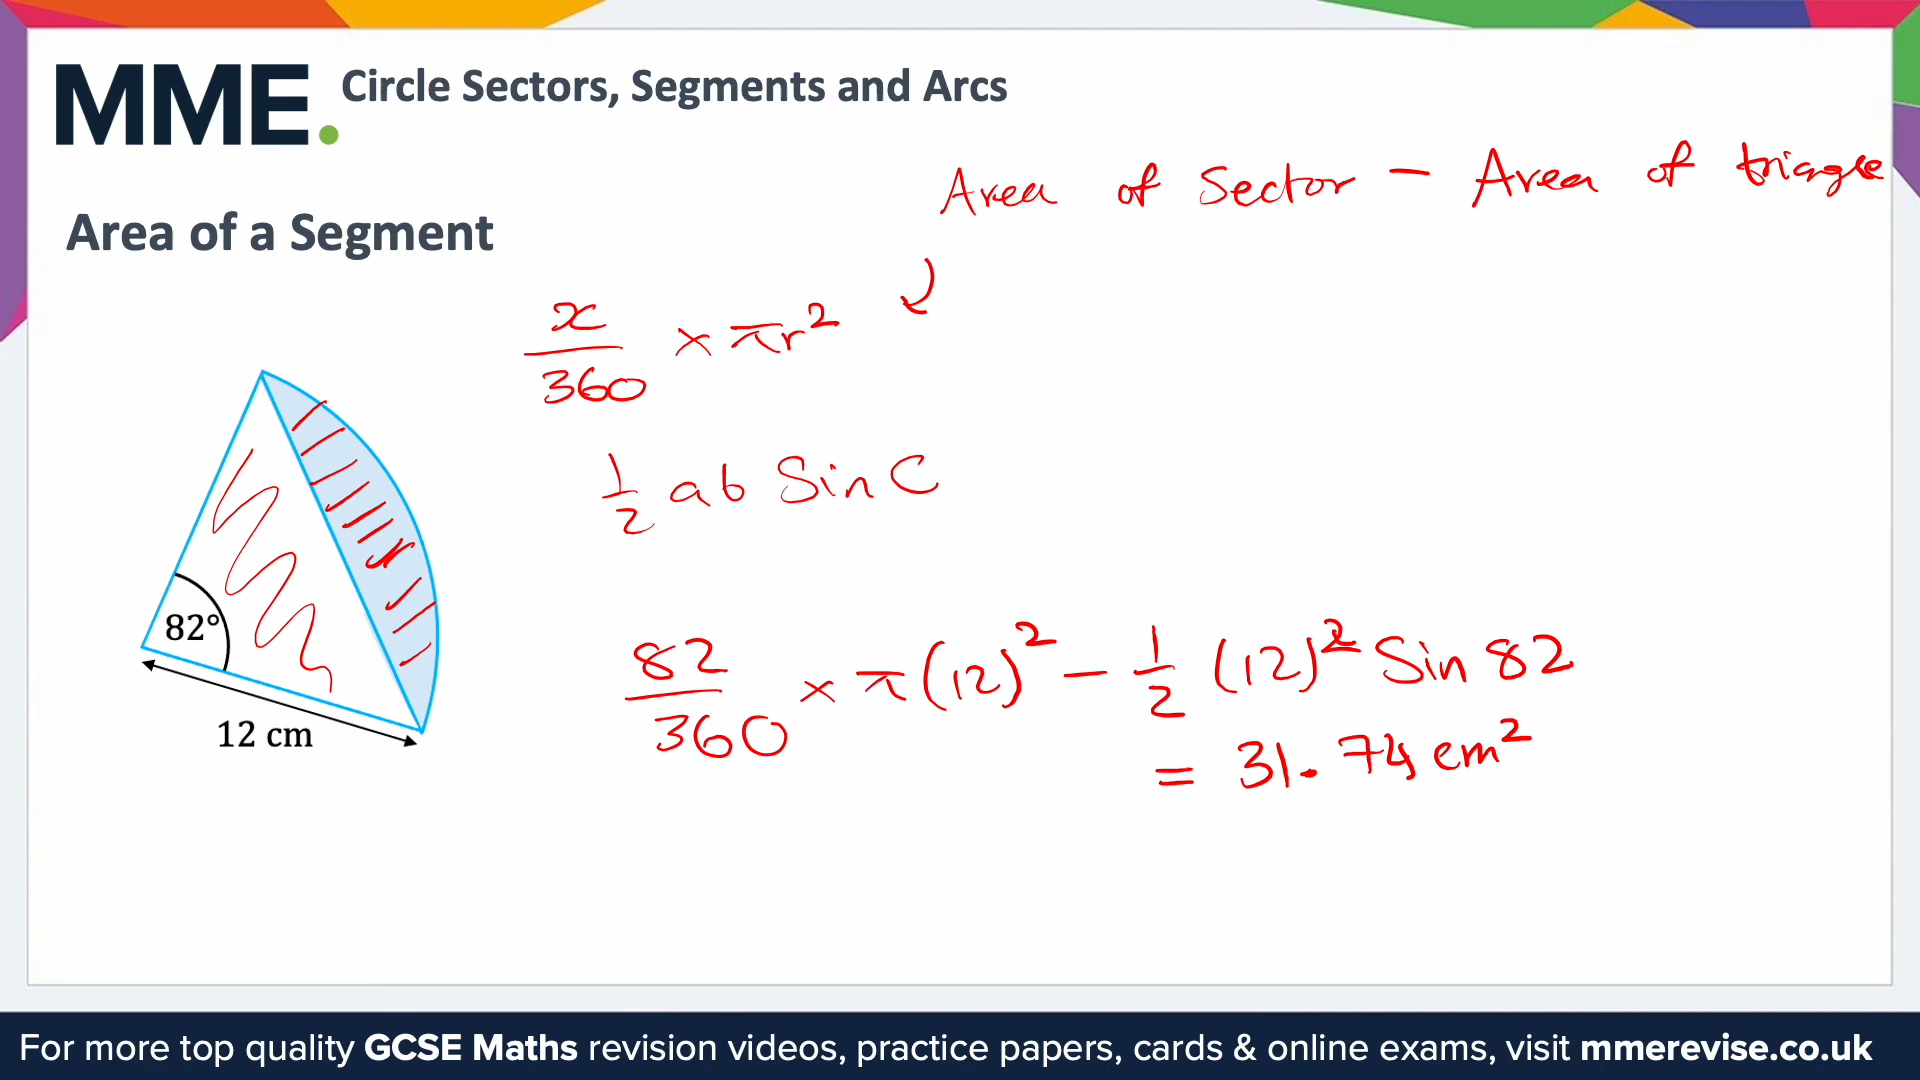 MME. Circle Sectors, Segments and Arcs
Area of Sector - Area of triagle
Area of a Segment
x/360 × πr²
1/2 ab Sin C
82°
12 cm
82/360 × π(12)² - 1/2 (12)² Sin 82
= 31.74 cm²
For more top quality GCSE Maths revision videos, practice papers, cards & online exams, visit mmerevise.co.uk